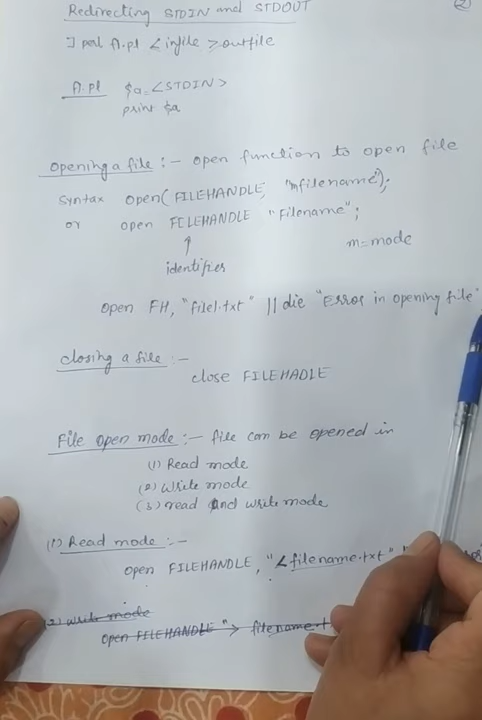 Redirecting STDIN and STDOUT
(2)
] perl A.pl < infile > outfile
A.pl $a=<STDIN>
print $a
Opening a file :- open function to open file
Syntax open(FILEHANDLE, "mfilename");
or open FILEHANDLE "Filename";
m=mode
identifies
Open FH, "file1.txt" || die "Error in opening file"
closing a file :-
close FILEHADLE
File open mode :- file can be opened in
(1) Read mode
(2) Write mode
(3) read and write mode
(1) Read mode :-
Open FILEHANDLE, "<filename.txt"
(2) write mode
open FILEHANDLE "> filename.t